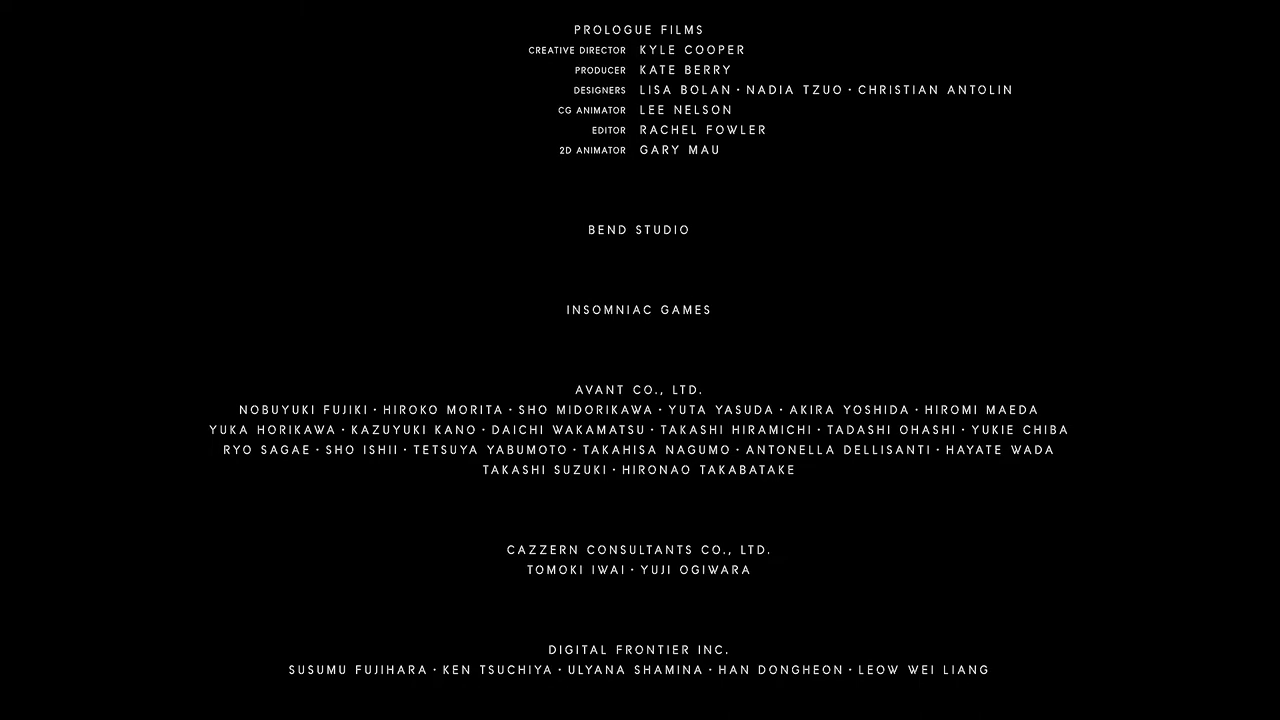 PROLOGUE FILMS
CREATIVE DIRECTOR KYLE COOPER
PRODUCER KATE BERRY
DESIGNERS LISA BOLAN · NADIA TZUO · CHRISTIAN ANTOLIN
CG ANIMATOR LEE NELSON
EDITOR RACHEL FOWLER
2D ANIMATOR GARY MAU
BEND STUDIO
INSOMNIAC GAMES
AVANT CO., LTD.
NOBUYUKI FUJIKI · HIROKO MORITA · SHO MIDORIKAWA · YUTA YASUDA · AKIRA YOSHIDA · HIROMI MAEDA
YUKA HORIKAWA · KAZUYUKI KANO · DAICHI WAKAMATSU · TAKASHI HIRAMICHI · TADASHI OHASHI · YUKIE CHIBA
RYO SAGAE · SHO ISHII · TETSUYA YABUMOTO · TAKAHISA NAGUMO · ANTONELLA DELLISANTI · HAYATE WADA
TAKASHI SUZUKI · HIRONAO TAKABATAKE
CAZZERN CONSULTANTS CO., LTD.
TOMOKI IWAI · YUJI OGIWARA
DIGITAL FRONTIER INC.
SUSUMU FUJIHARA · KEN TSUCHIYA · ULYANA SHAMINA · HAN DONGHEON · LEOW WEI LIANG